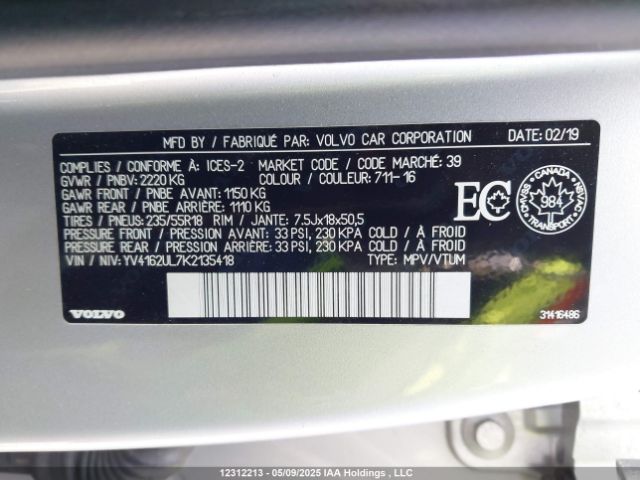 MFD BY / FABRIQUÉ PAR: VOLVO CAR CORPORATION DATE: 02/19
COMPLIES / CONFORME À: ICES-2 MARKET CODE / CODE MARCHÉ: 39
GVWR / PNBV: 2220 KG COLOUR / COULEUR: 711-16
GAWR FRONT / PNBE AVANT: 1150 KG
GAWR REAR / PNBE ARRIÈRE: 1110 KG
TIRES / PNEUS: 235/55R18 RIM / JANTE: 7.5Jx18x50,5
PRESSURE FRONT / PRESSION AVANT: 33 PSI, 230 KPA COLD / À FROID
PRESSURE REAR / PRESSION ARRIÈRE: 33 PSI, 230 KPA COLD / À FROID
VIN / NIV: YV4162UL7K2135418 TYPE: MPV/VTUM
EC
CANADA
984
TRANSPORT
NSVAC
VOLVO
31416486
12312213 - 05/09/2025 IAA Holdings , LLC